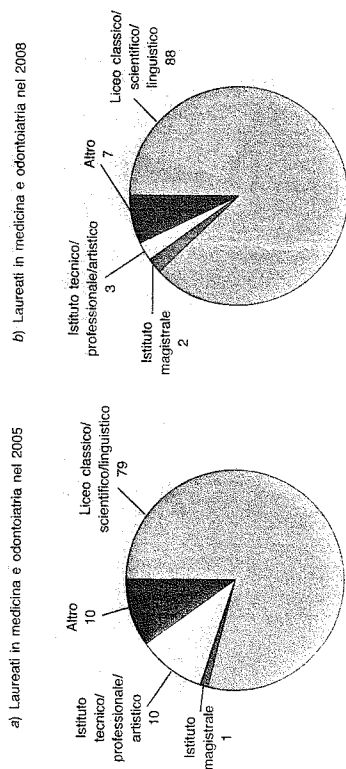 a) Laureati in medicina e odontoiatria nel 2005
Altro
10
Liceo classico/
scientifico/linguistico
79
Istituto
tecnico/
professionale/
artistico
10
Istituto
magistrale
1
b) Laureati in medicina e odontoiatria nel 2008
Altro
7
Liceo classico/
scientifico/
linguistico
88
Istituto tecnico/
professionale/artistico
3
Istituto
magistrale
2